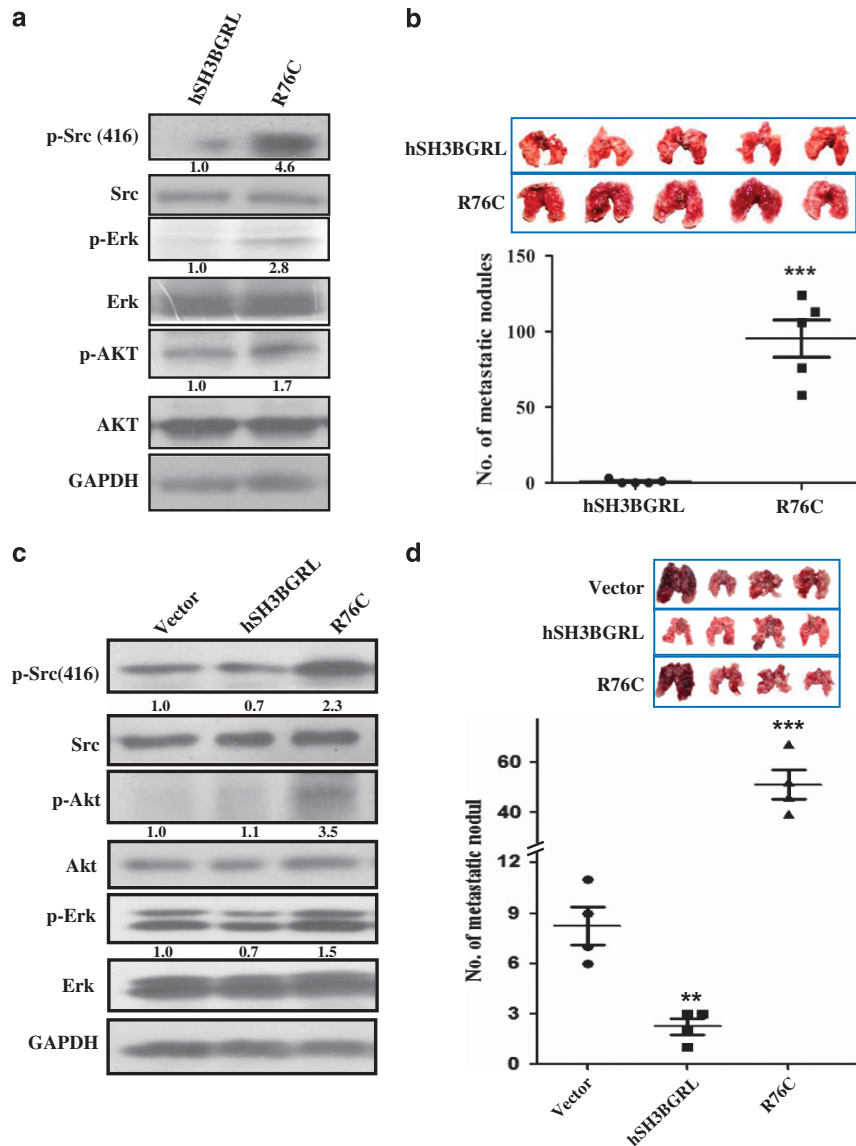 a
hSH3BGRL R76C
p-Src (416)
1.0 4.6
Src
p-Erk
1.0 2.8
Erk
p-AKT
1.0 1.7
AKT
GAPDH
b
hSH3BGRL
R76C
No. of metastatic nodules
150
100
50
0
***
hSH3BGRL R76C
c
Vector hSH3BGRL R76C
p-Src(416)
1.0 0.7 2.3
Src
p-Akt
1.0 1.1 3.5
Akt
p-Erk
1.0 0.7 1.5
Erk
GAPDH
d
Vector
hSH3BGRL
R76C
No. of metastatic nodul
60
40
12
9
6
3
0
***
**
Vector hSH3BGRL R76C